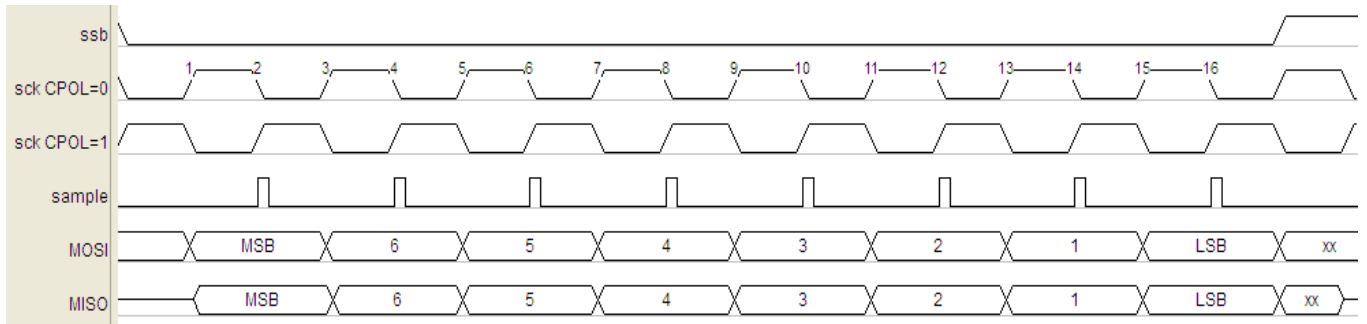 ssb
1 2 3 4 5 6 7 8 9 10 11 12 13 14 15 16
sck CPOL=0
sck CPOL=1
sample
MOSI MSB 6 5 4 3 2 1 LSB xx
MISO MSB 6 5 4 3 2 1 LSB xx